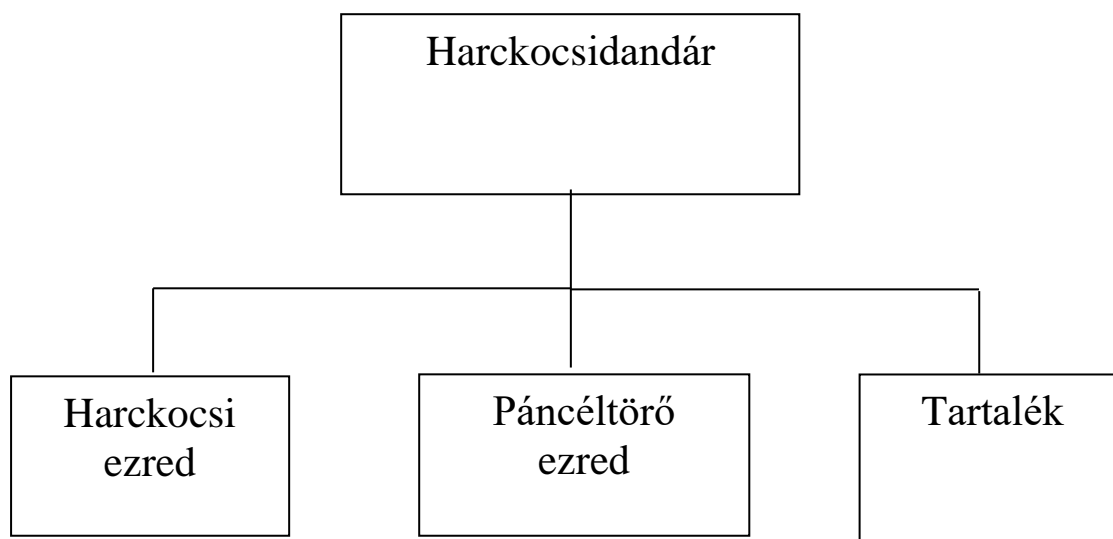 Harckocsidandár
Harckocsi
ezred
Páncéltörő
ezred
Tartalék